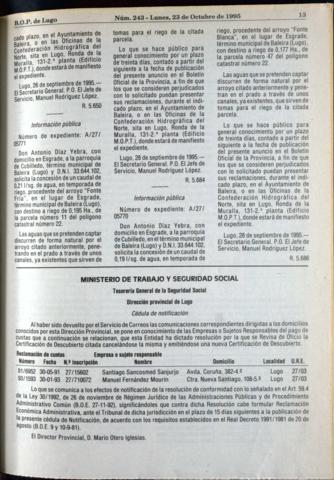 B.O.P. de Lugo
Núm. 243 - Lunes, 23 de Octubre de 1995
13
cado plazo, en el Ayuntamiento de
Baleira, o en las Oficinas de la
Confederación Hidrográfica del
Norte, sita en Lugo, Ronda de la
Muralla, 131-2.ª planta (Edificio
M.O.P.T.), donde estará de manifiesto
el expediente.
Lugo, 26 de septiembre de 1995.—
El Secretario General. P.O. El Jefe de
Servicio, Manuel Rodríguez López.
R. 5.650
Información pública
Número de expediente: A/27/
05771
Don Antonio Díaz Yebra, con
domicilio en Esgrade, a la parroquia
de Cubilledo, término municipal de
Baleira (Lugo) y D.N.I. 33.644.102,
solicita la concesión de un caudal de
0,21 l/sg. de agua, en temporada de
riego, procedente del arroyo "Fonte
Fría", en el lugar de Esgrade,
término municipal de Baleira (Lugo),
con destino a riego de 0,195 Ha., de
la parcela número 11 del polígono
catastral número 22.
Las aguas que se pretenden captar
discurren de forma natural por el
arroyo citado anteriormente, pene-
trando en el prado a través de unos
canales, ya existentes que sirven de
tomas para el riego de la citada
parcela.
Lo que se hace público para
general conocimiento por un plazo
de treinta días, contado a partir del
siguiente a la fecha de publicación
del presente anuncio en el Boletín
Oficial de la Provincia, a fin de que
los que se consideren perjudicados
con lo solicitado puedan presentar
sus reclamaciones, durante el indi-
cado plazo, en el Ayuntamiento de
Baleira, o en las Oficinas de la
Confederación Hidrográfica del
Norte, sita en Lugo, Ronda de la
Muralla, 131-2.ª planta (Edificio
M.O.P.T), donde estará de manifiesto
el expediente.
Lugo, 26 de septiembre de 1995.—
El Secretario General. P.O. El Jefe de
Servicio, Manuel Rodríguez López.
R. 5.684
Información pública
Número de expediente: A/27/
05770
Don Antonio Díaz Yebra, con
domicilio en Esgrade, a la parroquia
de Cubilledo, en el término municipal
de Baleira (Lugo) y D.N.I. 33.644.102,
solicita la concesión de un caudal de
0,19 l/sg. de agua, en temporada de
riego, procedente del arroyo "Fonte
Blanca", en el lugar de Esgrade,
término municipal de Baleira (Lugo),
con destino a riego de 0,177 Ha., de
la parcela número 47 del polígono
catastral número 22.
Las aguas que se pretenden captar
discurren de forma natural por el
arroyo citado anteriormente y pene-
tran en el prado a través de unos
canales, ya existentes, que sirven de
tomas para el riego de la citada
parcela.
Lo que se hace público para
general conocimiento por un plazo
de treinta días, contado a partir del
siguiente a la fecha de publicación
del presente anuncio en el Boletín
Oficial de la Provincia, a fin de que
los que se consideren perjudicados
con lo solicitado puedan presentar
sus reclamaciones, durante el indi-
cado plazo, en el Ayuntamiento de
Baleira, o en las Oficinas de la
Confederación Hidrográfica del
Norte, sita en Lugo, Ronda de la
Muralla, 131-2.ª planta (Edificio
M.O.P.T.), donde estará de manifiesto
el expediente.
Lugo, 26 de septiembre de 1995.—
El Secretario General. P.O. El Jefe de
Servicio, Manuel Rodríguez López.
R. 5.686
MINISTERIO DE TRABAJO Y SEGURIDAD SOCIAL
Tesorería General de la Seguridad Social
Dirección provincial de Lugo
Cédula de notificación
Al haber sido devuelto por el Servicio de Correos las comunicaciones correspondientes dirigidas a los domicilios
conocidos por esta Dirección Provincial, se pone en conocimiento de las Empresas o Sujetos Responsables del pago de
cuotas que a continuación se relacionan, que esta Entidad ha dictado resolución por la que se Revisa de Oficio la
Certificación de Descubierto citada cancelándose la misma y emitiéndose una nueva Certificación de Descubierto.
Reclamación de cuotas Empresa o sujeto responsable
Número Fecha N.º Inscripción Nombre Domicilio Localidad U.R.E.
91/6952 30-05-91 27/15602 Santiago Sancosmed Sanjurjo Avda. Coruña, 382-4.º Lugo 27/03
93/1593 30-01-93 27/710072 Manuel Fernández Mourin Ctra. Nueva Santiago, 108-5.º Lugo 27/03
Lo que se comunica a los efectos de notificación de la resolución de conformidad con lo señalado en el Art. 59.4
de la Ley 30/1992, de 26 de noviembre de Régimen Jurídico de las Administraciones Públicas y de Procedimiento
Administrativo Común (B.O.E. 27-11-92), significándoles que contra dicha Resolución cabe formular Reclamación
Económica Administrativa, ante el Tribunal de dicha jurisdicción en el plazo de 15 días siguientes a la publicación de
la presente cédula de Notificación, de acuerdo con los requisitos establecidos en el Real Decreto 1991/1981 de 20 de
agosto (B.O.E. 9 y 10-9-81).
El Director Provincial, D. Mario Otero Iglesias.